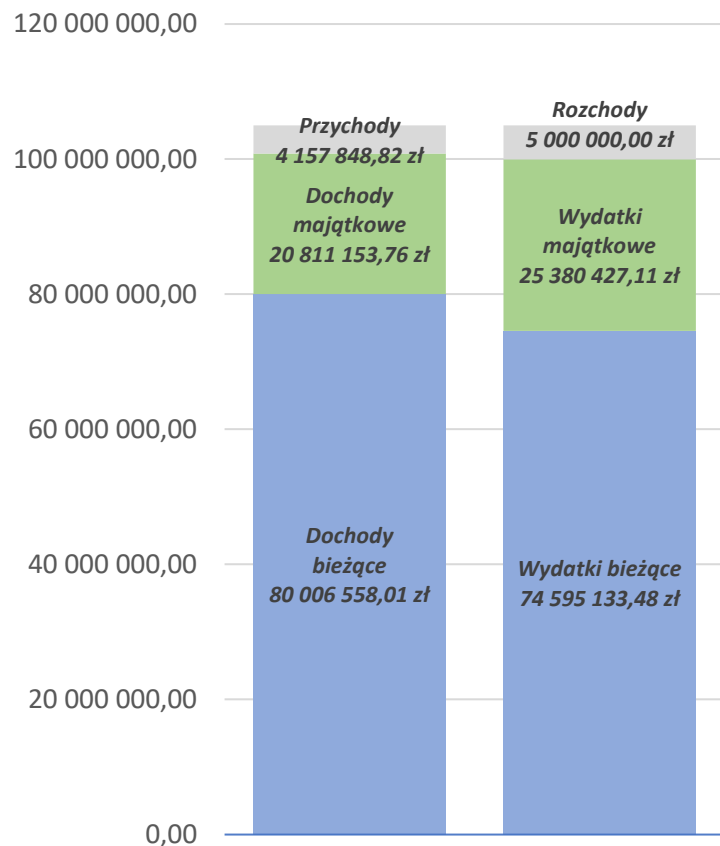 120 000 000,00
100 000 000,00
80 000 000,00
60 000 000,00
40 000 000,00
20 000 000,00
0,00
Przychody
4 157 848,82 zł
Dochody
majątkowe
20 811 153,76 zł
Dochody
bieżące
80 006 558,01 zł
Rozchody
5 000 000,00 zł
Wydatki
majątkowe
25 380 427,11 zł
Wydatki bieżące
74 595 133,48 zł